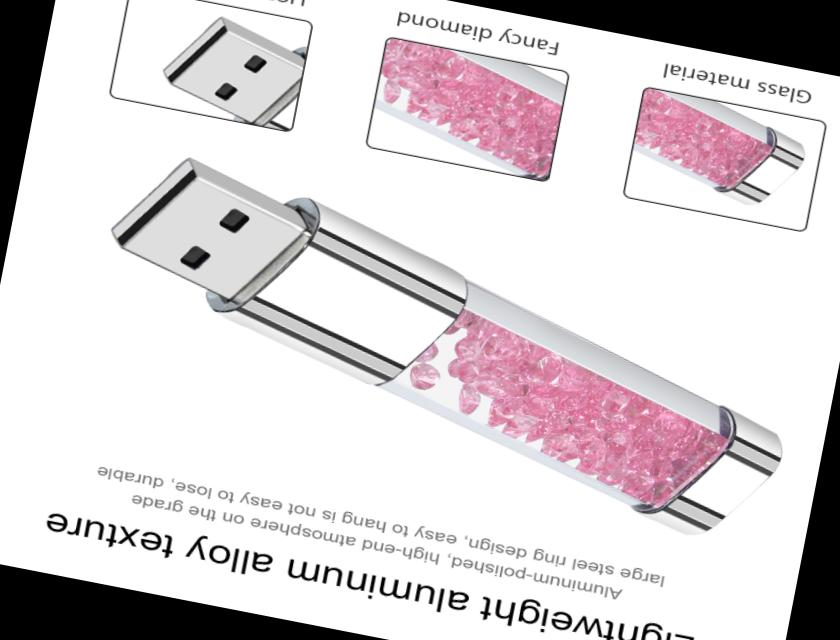 Lightweight aluminum alloy texture
Aluminum-polished, high-end atmosphere on the grade
large steel ring design, easy to hang is not easy to lose, durable
Glass material
Fancy diamond